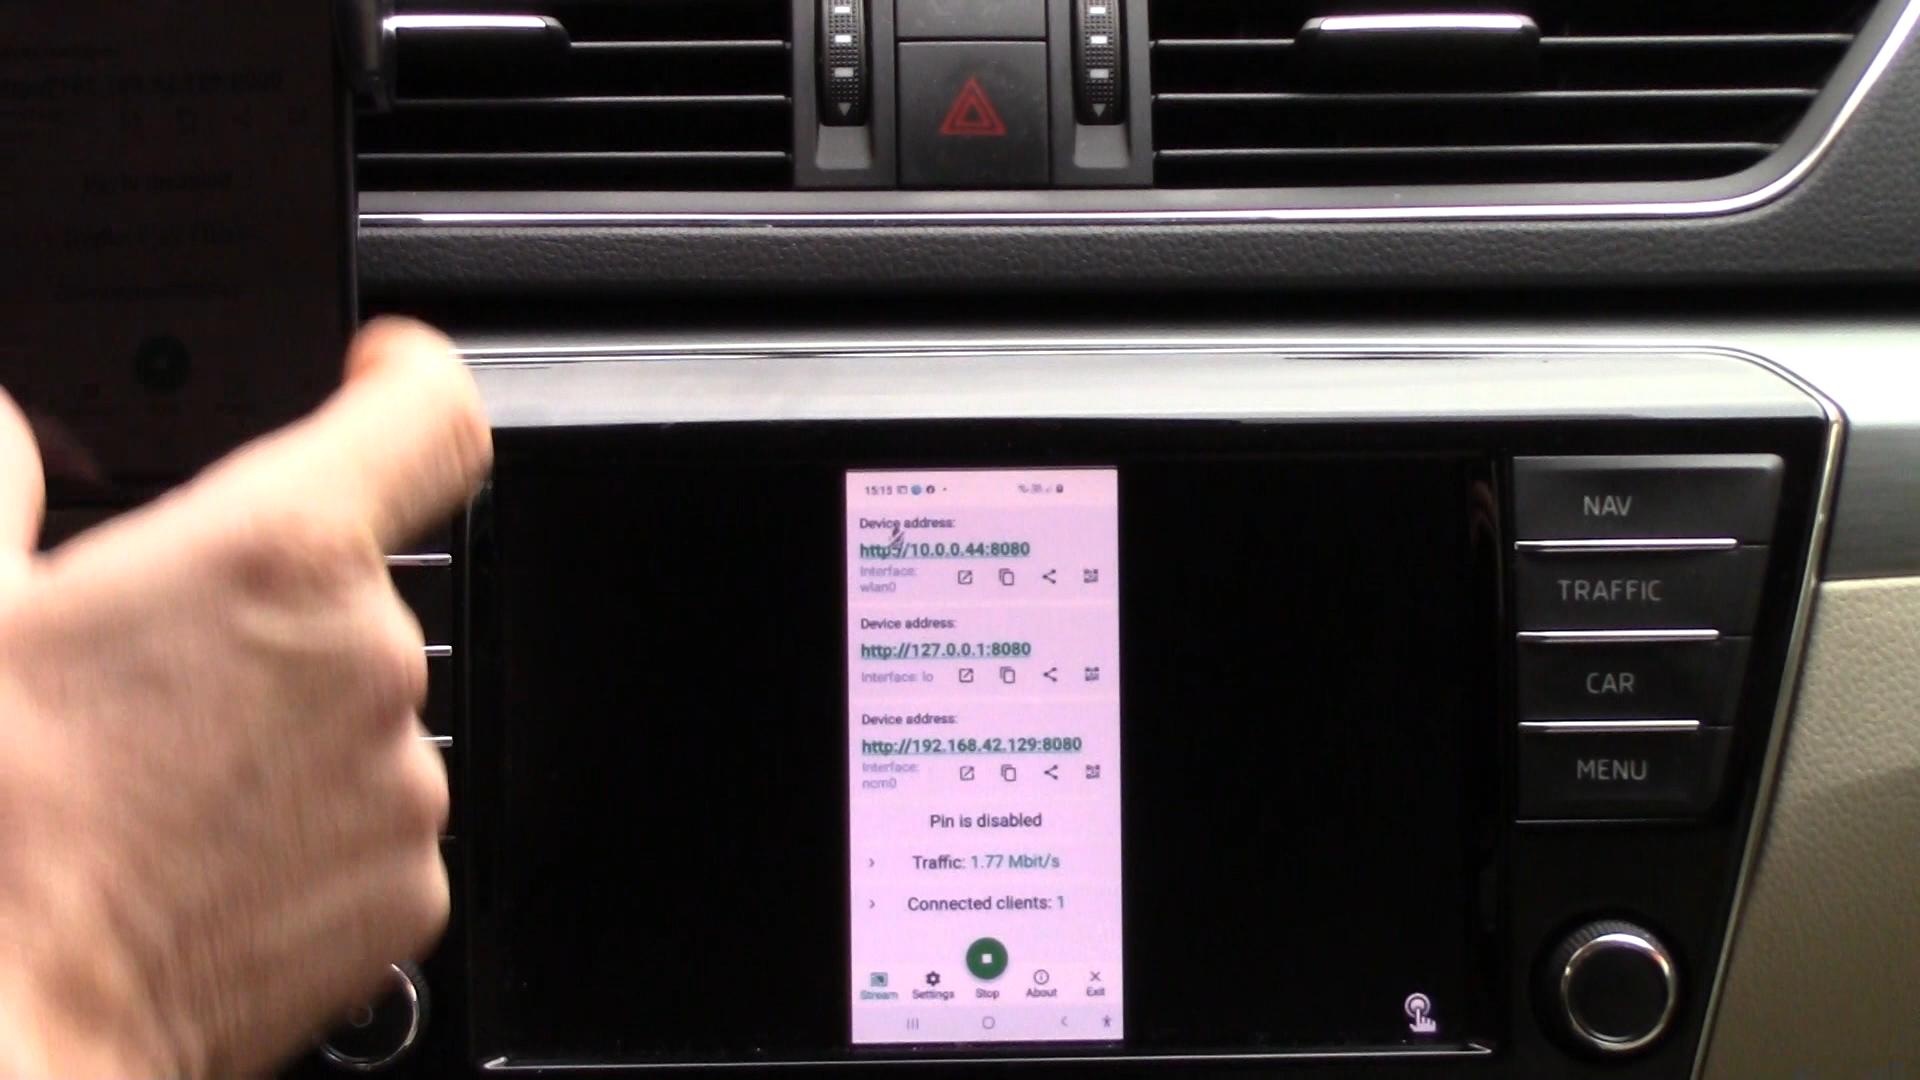 15:15
Device address:
http://10.0.0.44:8080
Interface:
wlan0
Device address:
http://127.0.0.1:8080
Interface: lo
Device address:
http://192.168.42.129:8080
Interface:
ncm0
Pin is disabled
Traffic: 1.77 Mbit/s
Connected clients: 1
Stream
Settings
Stop
About
Exit
NAV
TRAFFIC
CAR
MENU